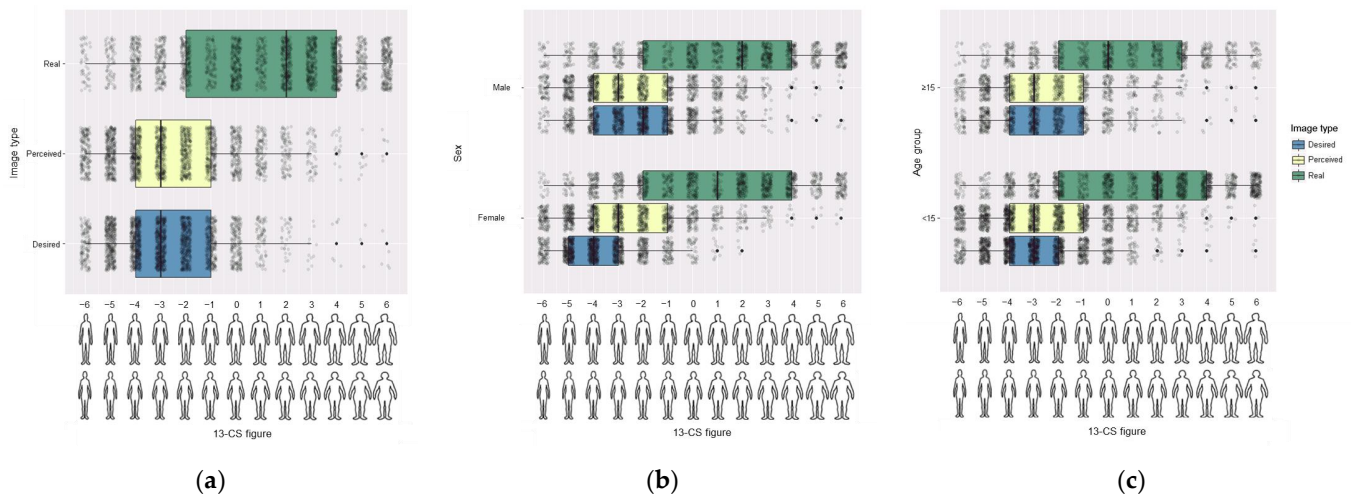 Image type
Real
Perceived
Desired
−6 −5 −4 −3 −2 −1 0 1 2 3 4 5 6
13-CS figure
(a)
Sex
Male
Female
−6 −5 −4 −3 −2 −1 0 1 2 3 4 5 6
13-CS figure
(b)
Age group
≥15
<15
−6 −5 −4 −3 −2 −1 0 1 2 3 4 5 6
13-CS figure
(c)
Image type
Desired
Perceived
Real